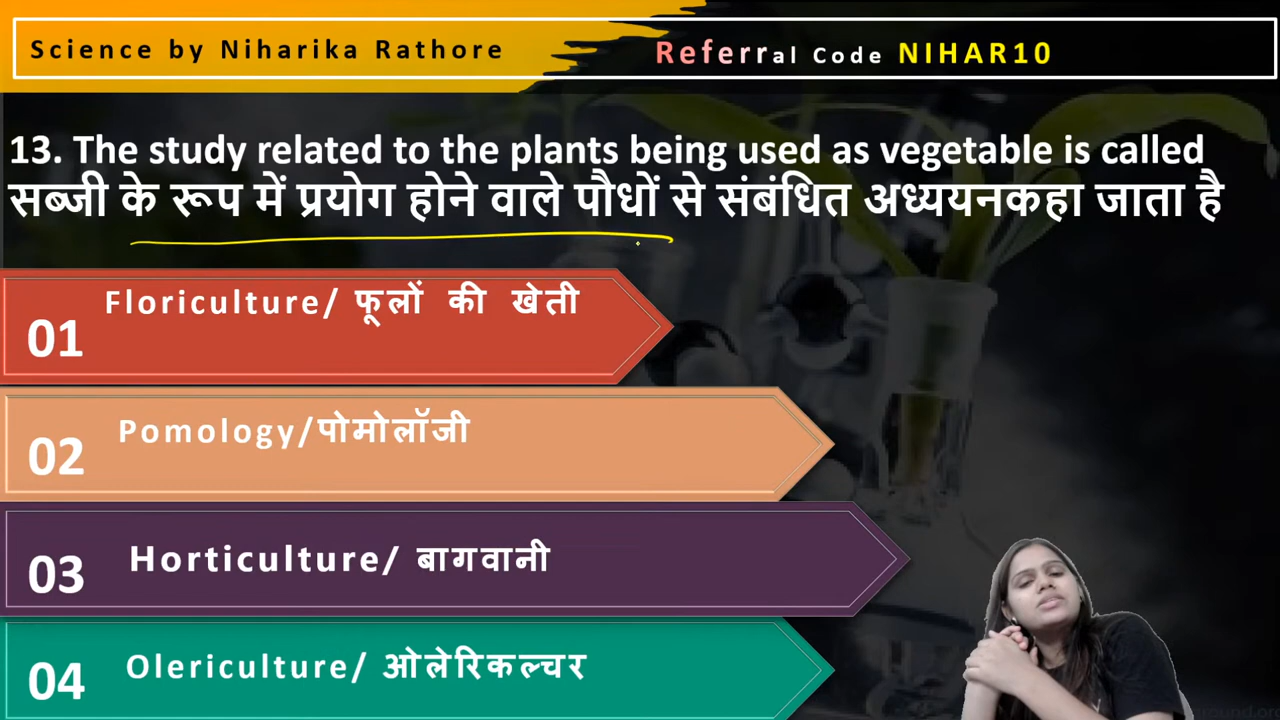 Science by Niharika Rathore
Referral Code NIHAR10
13. The study related to the plants being used as vegetable is called
सब्जी के रूप में प्रयोग होने वाले पौधों से संबंधित अध्ययनकहा जाता है
01 Floriculture/ फूलों की खेती
02 Pomology/पोमोलॉजी
03 Horticulture/ बागवानी
04 Olericulture/ ओलेरिकल्चर